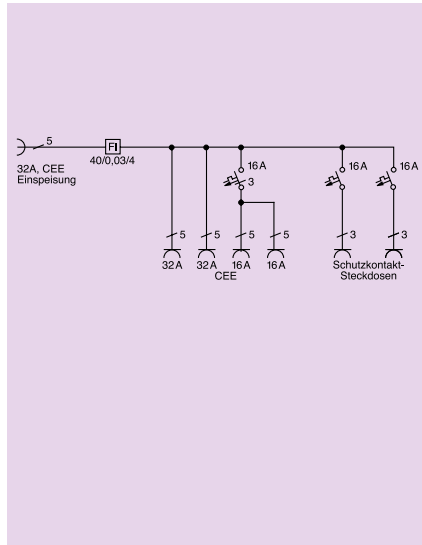 5
FI
40/0,03/4
32A, CEE
Einspeisung
16A
16A
16A
3
5
5
5
5
3
3
32A
32A
16A
16A
CEE
Schutzkontakt-
Steckdosen